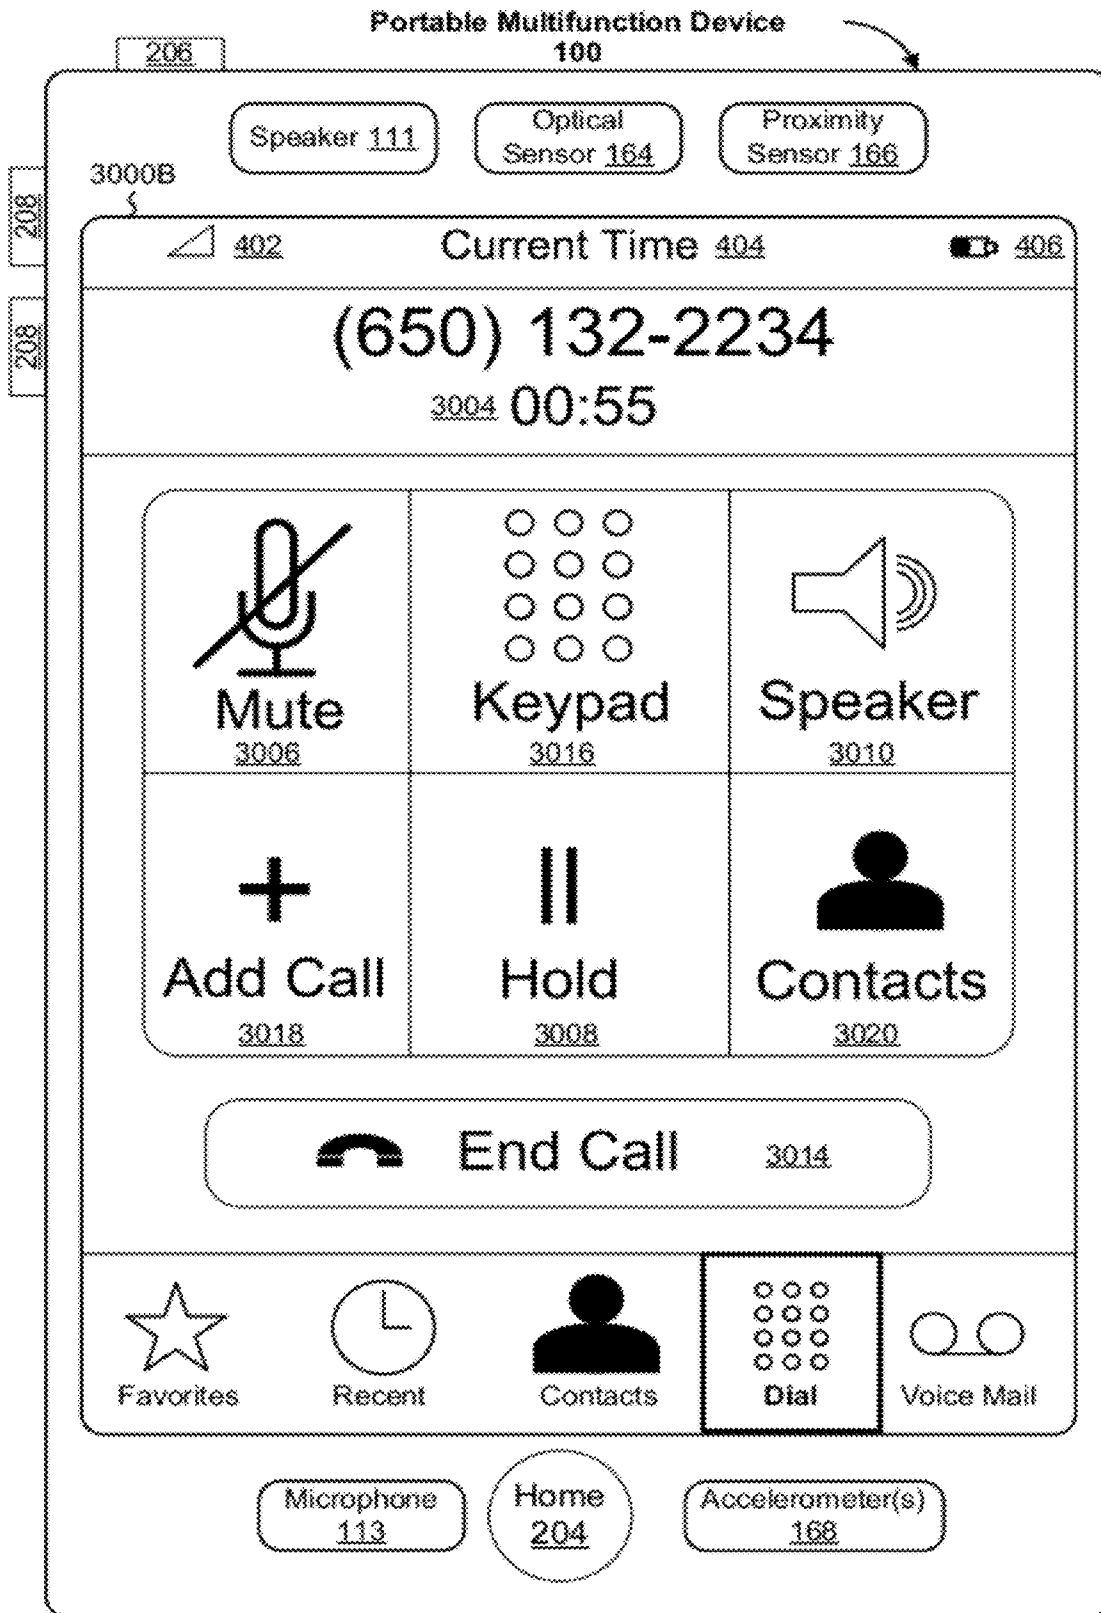 Portable Multifunction Device
100
206
Speaker 111
Optical
Sensor 164
Proximity
Sensor 166
208
208
3000B
402
Current Time 404
406
(650) 132-2234
3004 00:55
Mute
3006
Keypad
3016
Speaker
3010
Add Call
3018
Hold
3008
Contacts
3020
End Call 3014
Favorites
Recent
Contacts
Dial
Voice Mail
Microphone
113
Home
204
Accelerometer(s)
168